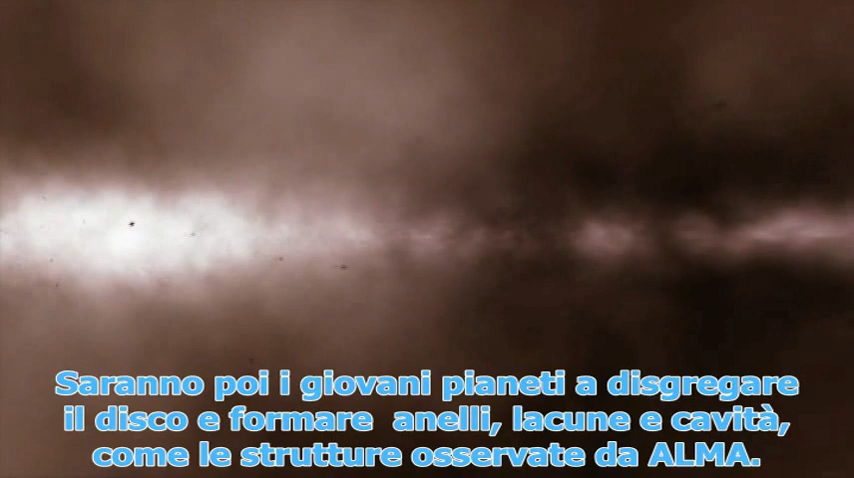 Saranno poi i giovani pianeti a disgregare
il disco e formare  anelli, lacune e cavità,
come le strutture osservate da ALMA.